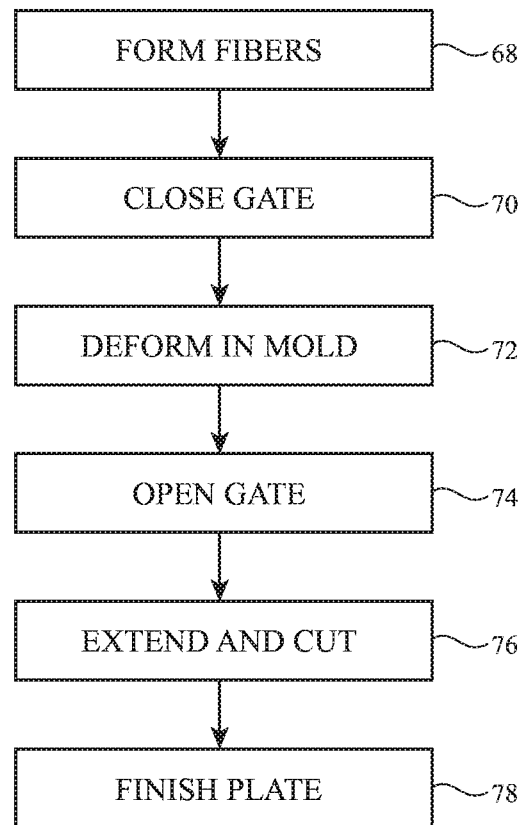 FORM FIBERS
68
CLOSE GATE
70
DEFORM IN MOLD
72
OPEN GATE
74
EXTEND AND CUT
76
FINISH PLATE
78